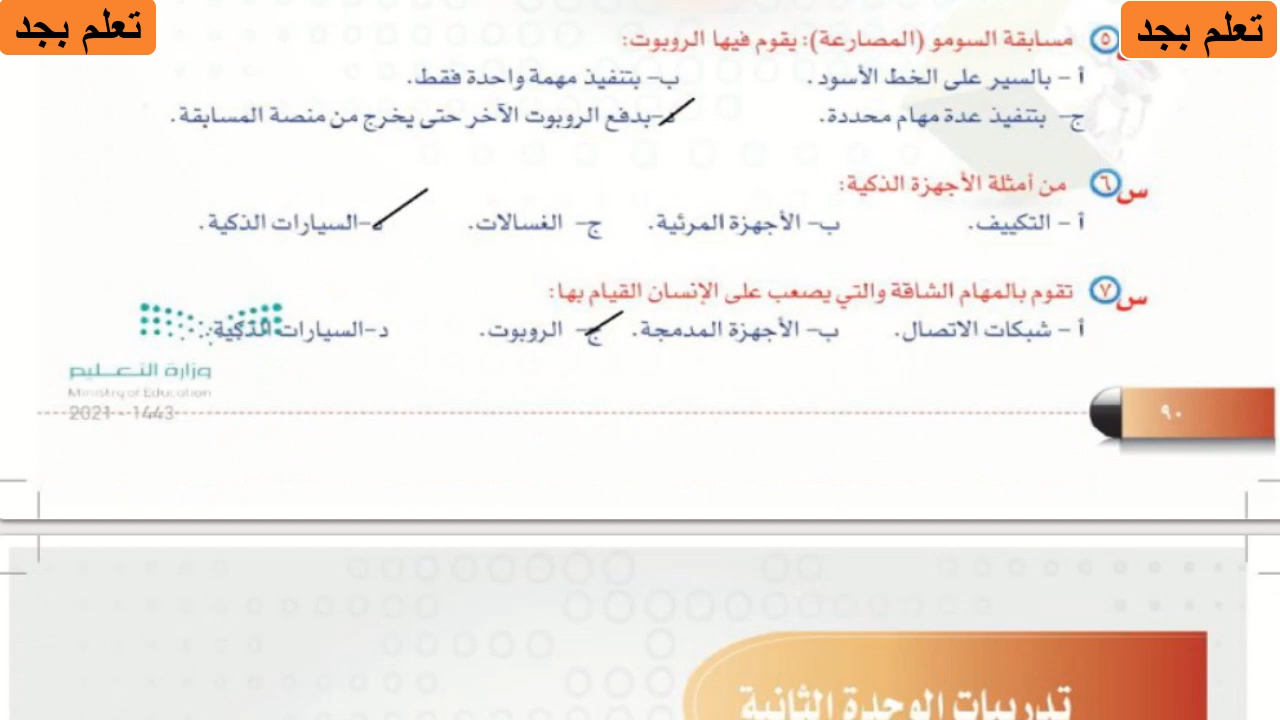 تعلم بجد
تعلم بجد
س ٥ مسابقة السومو (المصارعة): يقوم فيها الروبوت:
أ - بالسير على الخط الأسود. ب- بتنفيذ مهمة واحدة فقط.
ج- بتنفيذ عدة مهام محددة. د-بدفع الروبوت الآخر حتى يخرج من منصة المسابقة.
س ٦ من أمثلة الأجهزة الذكية:
أ - التكييف. ب- الأجهزة المرئية. ج- الغسالات. د-السيارات الذكية.
س ٧ تقوم بالمهام الشاقة والتي يصعب على الإنسان القيام بها:
أ - شبكات الاتصال. ب- الأجهزة المدمجة. ج- الروبوت. د-السيارات الذكية.
وزارة التعليم
Ministry of Education
2021 - 1443
٩٠
تدريبات الوحدة الثانية